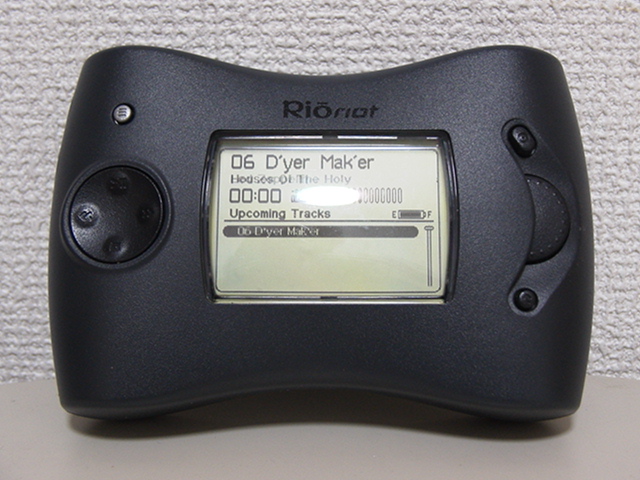 Rio riot
06 D'yer Mak'er
Houses Of The Holy
00:00
Upcoming Tracks
E F
06 D'yer Mak'er